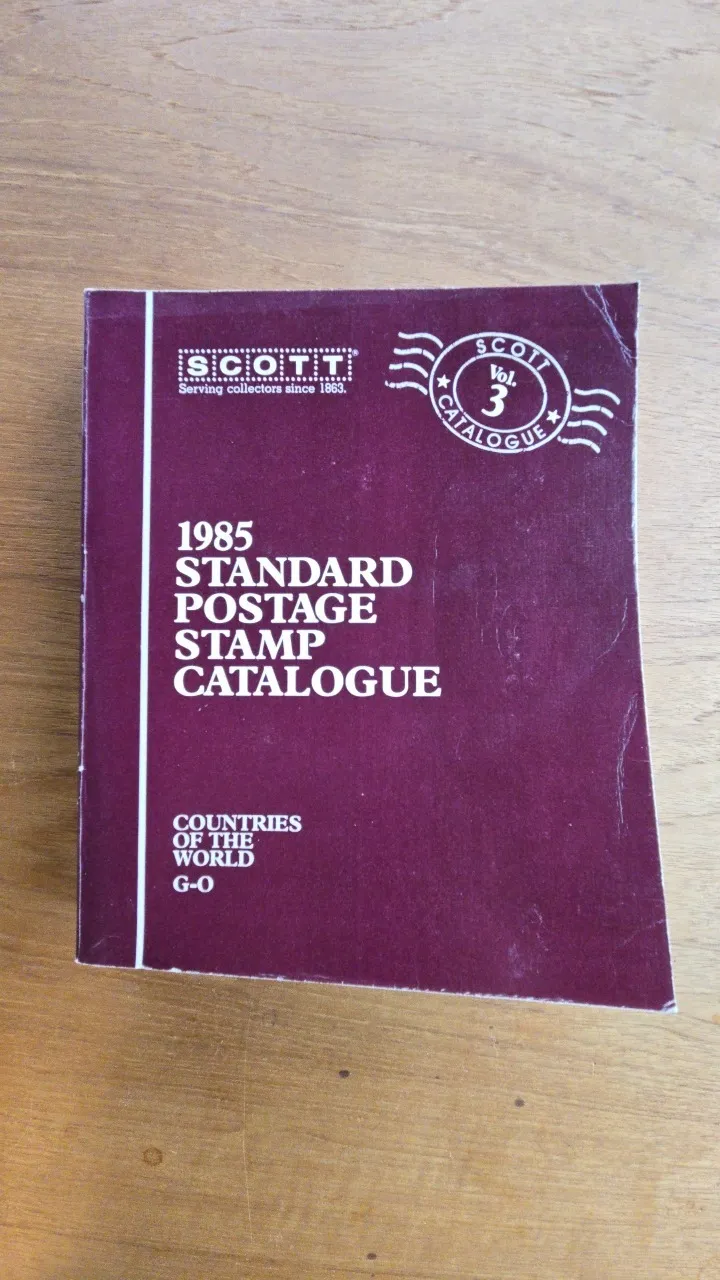 SCOTT®
Serving collectors since 1863.
SCOTT
Vol.
3
★ CATALOGUE ★
1985
STANDARD
POSTAGE
STAMP
CATALOGUE
COUNTRIES
OF THE
WORLD
G-O